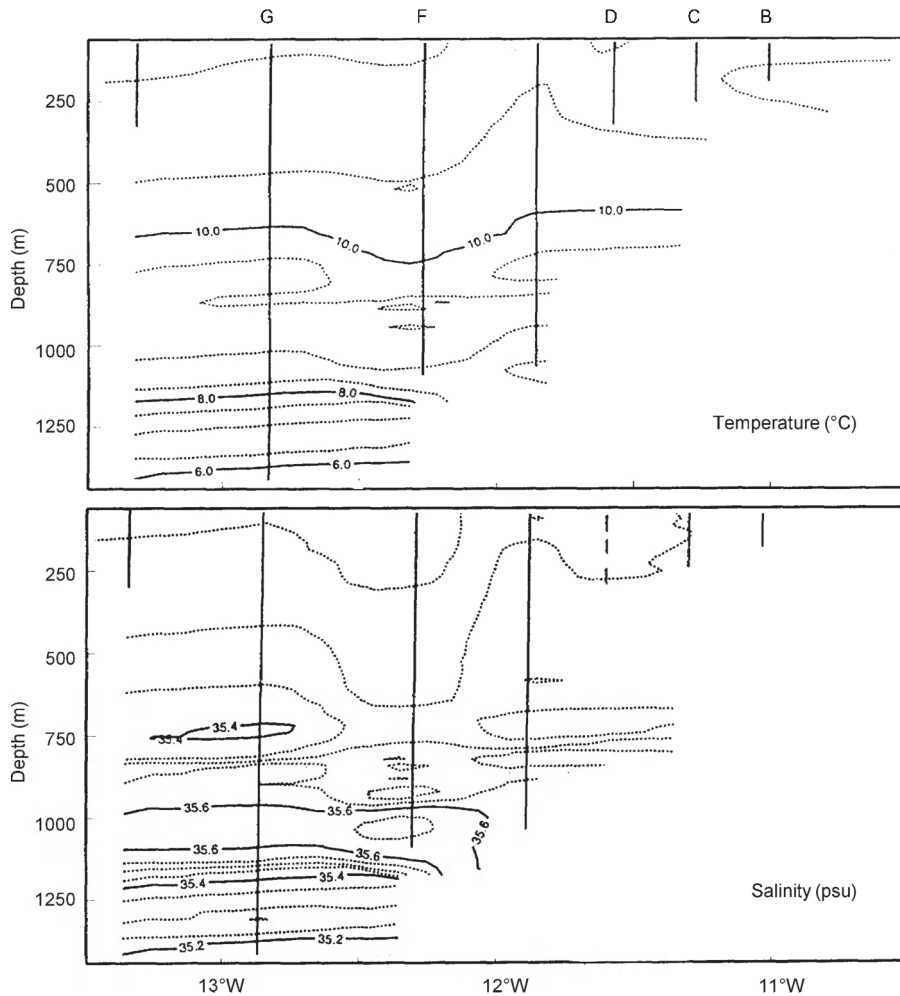 G F D C B
250
500
750
1000
1250
Depth (m)
10.0 10.0 10.0 10.0
8.0 8.0
6.0 6.0
Temperature (°C)
250
500
750
1000
1250
Depth (m)
35.4
35.4
35.6 35.6 35.6
35.6 35.6
35.4 35.4
35.2 35.2
Salinity (psu)
13°W 12°W 11°W